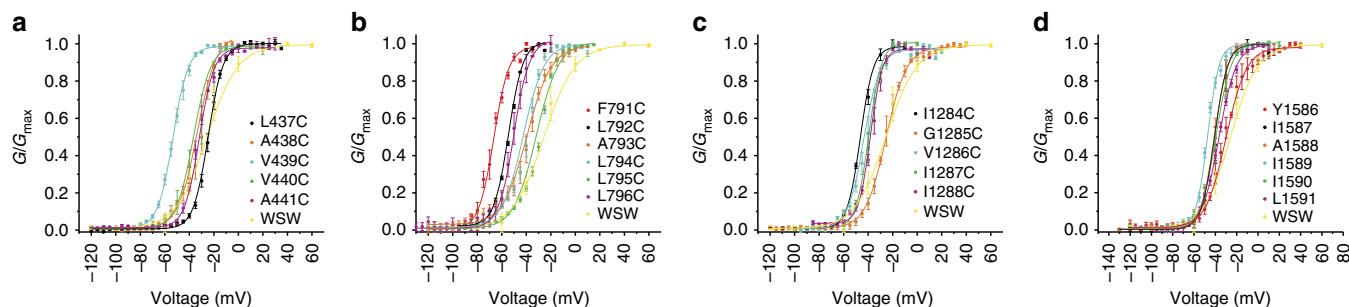 a
G/Gmax
1.0
0.8
0.6
0.4
0.2
0.0
L437C
A438C
V439C
V440C
A441C
WSW
−120
−100
−80
−60
−40
−20
0
20
40
60
Voltage (mV)
b
1.0
0.8
0.6
0.4
0.2
0.0
F791C
L792C
A793C
L794C
L795C
L796C
WSW
−120
−100
−80
−60
−40
−20
0
20
40
60
Voltage (mV)
c
1.0
0.8
0.6
0.4
0.2
0.0
I1284C
G1285C
V1286C
I1287C
I1288C
WSW
−120
−100
−80
−60
−40
−20
0
20
40
60
Voltage (mV)
d
1.0
0.8
0.6
0.4
0.2
0.0
Y1586
I1587
A1588
I1589
I1590
L1591
WSW
−140
−120
−100
−80
−60
−40
−20
0
20
40
60
80
Voltage (mV)